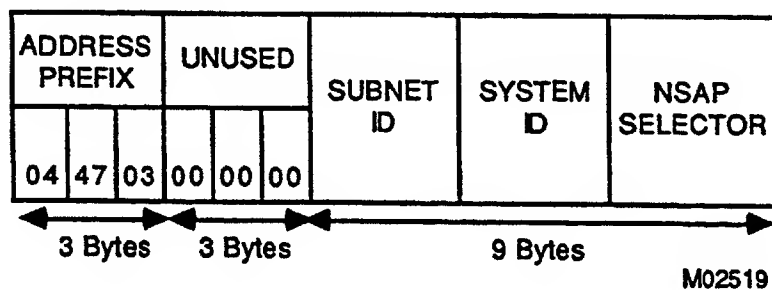 ADDRESS PREFIX
UNUSED
SUBNET ID
SYSTEM ID
NSAP SELECTOR
04 47 03 00 00 00
3 Bytes 3 Bytes 9 Bytes
M02519